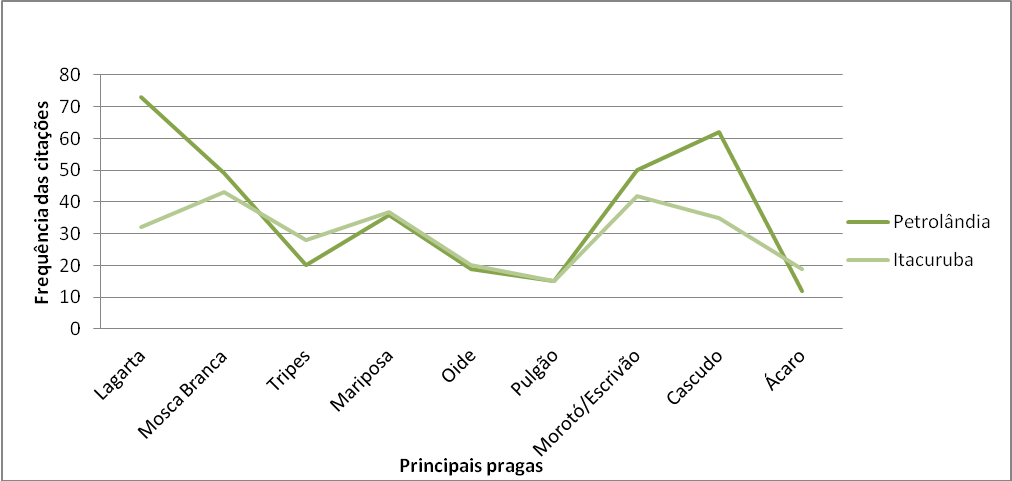 Frequência das citações
80
70
60
50
40
30
20
10
0
Lagarta
Mosca Branca
Tripes
Mariposa
Oide
Pulgão
Morotó/Escrivão
Cascudo
Ácaro
Principais pragas
Petrolândia
Itacuruba